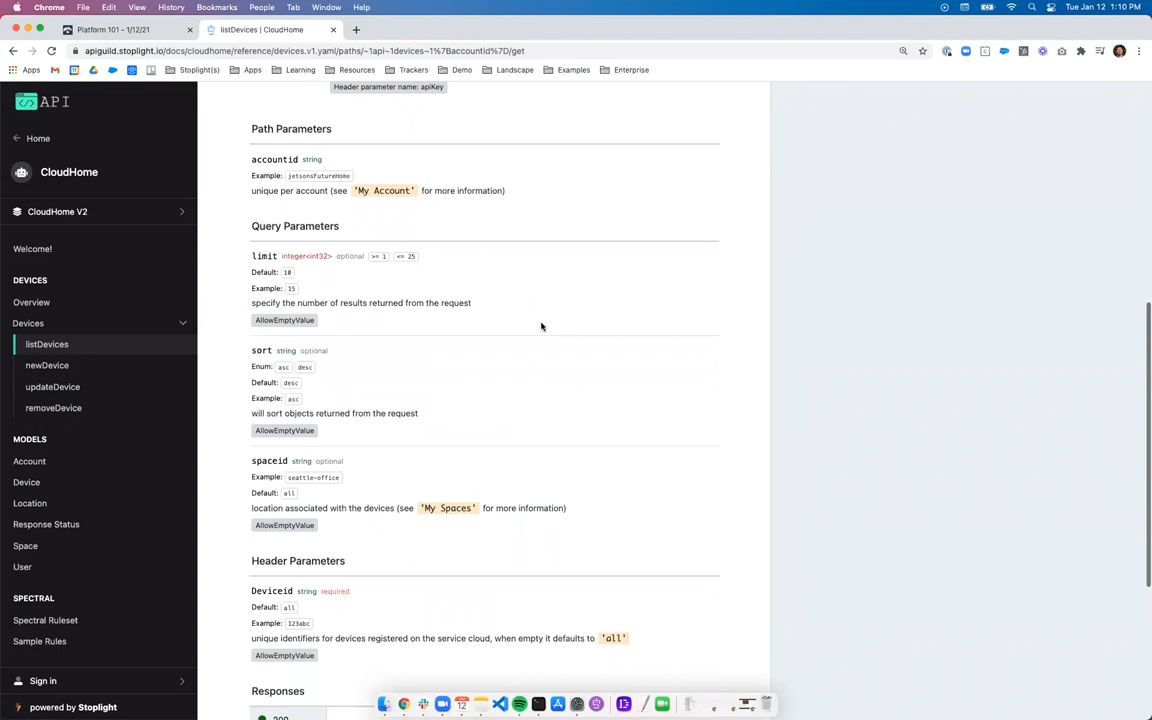 Chrome File Edit View History Bookmarks People Tab Window Help Tue Jan 12 1:10 PM
Platform 101 - 1/12/21 × listDevices | CloudHome × +
apiguild.stoplight.io/docs/cloudhome/reference/devices.v1.yaml/paths/~1api~1devices~1%7Baccountid%7D/get
Apps Stoplight(s) Apps Learning Resources Trackers Demo Landscape Examples Enterprise
API
Home
CloudHome
CloudHome V2
Welcome!
DEVICES
Overview
Devices
listDevices
newDevice
updateDevice
removeDevice
MODELS
Account
Device
Location
Response Status
Space
User
SPECTRAL
Spectral Ruleset
Sample Rules
Sign in
powered by Stoplight
Header parameter name: apiKey
Path Parameters
accountid string
Example: jetsonsFutureHome
unique per account (see 'My Account' for more information)
Query Parameters
limit integer<int32> optional >= 1 <= 25
Default: 10
Example: 15
specify the number of results returned from the request
AllowEmptyValue
sort string optional
Enum: asc desc
Default: desc
Example: asc
will sort objects returned from the request
AllowEmptyValue
spaceid string optional
Example: seattle-office
Default: all
location associated with the devices (see 'My Spaces' for more information)
AllowEmptyValue
Header Parameters
Deviceid string required
Default: all
Example: 123abc
unique identifiers for devices registered on the service cloud, when empty it defaults to 'all'
AllowEmptyValue
Responses
200
12